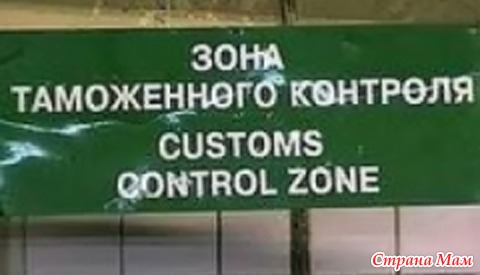 ЗОНА
ТАМОЖЕННОГО КОНТРОЛЯ
CUSTOMS
CONTROL ZONE
Страна Мам